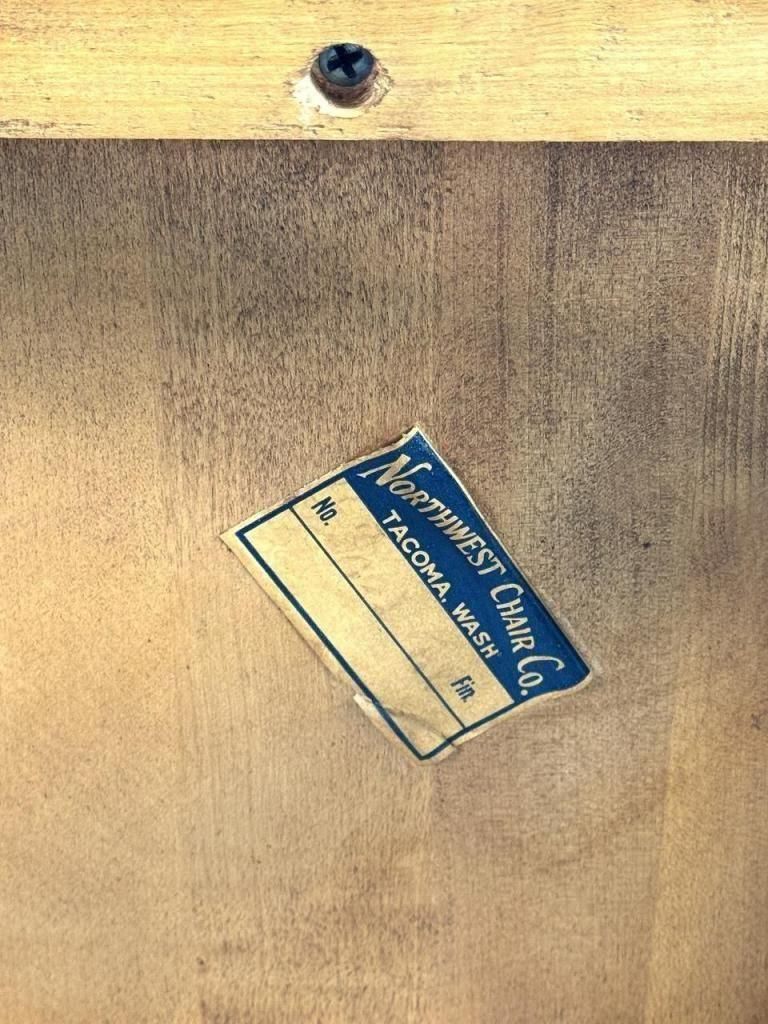 NORTHWEST CHAIR CO.
TACOMA, WASH
No.
Fin.